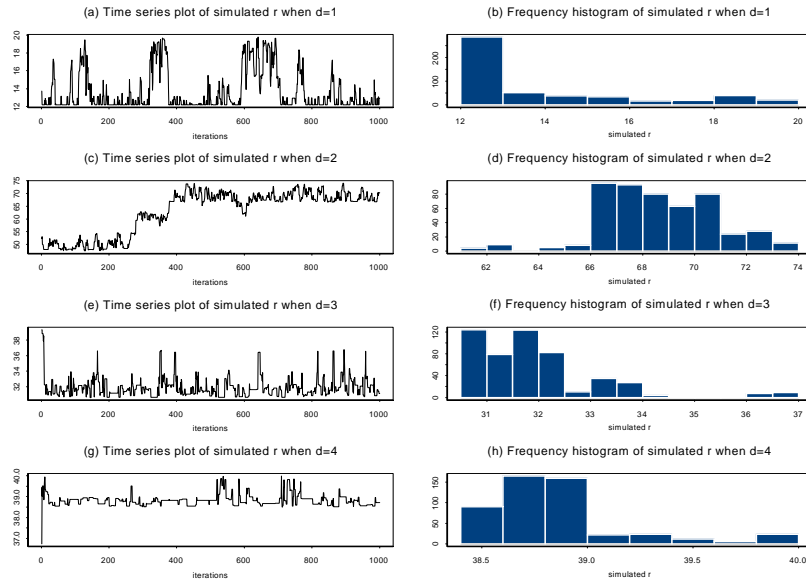 (a) Time series plot of simulated r when d=1
(b) Frequency histogram of simulated r when d=1
12 14 16 18 20
0 200 400 600 800 1000
iterations
0 100 200
12 14 16 18 20
simulated r
(c) Time series plot of simulated r when d=2
(d) Frequency histogram of simulated r when d=2
50 55 60 65 70 75
0 200 400 600 800 1000
iterations
0 20 40 60 80
62 64 66 68 70 72 74
simulated r
(e) Time series plot of simulated r when d=3
(f) Frequency histogram of simulated r when d=3
32 34 36 38
0 200 400 600 800 1000
iterations
0 40 80 120
31 32 33 34 35 36 37
simulated r
(g) Time series plot of simulated r when d=4
(h) Frequency histogram of simulated r when d=4
37.0 38.0 39.0 40.0
0 200 400 600 800 1000
iterations
0 50 100 150
38.5 39.0 39.5 40.0
simulated r